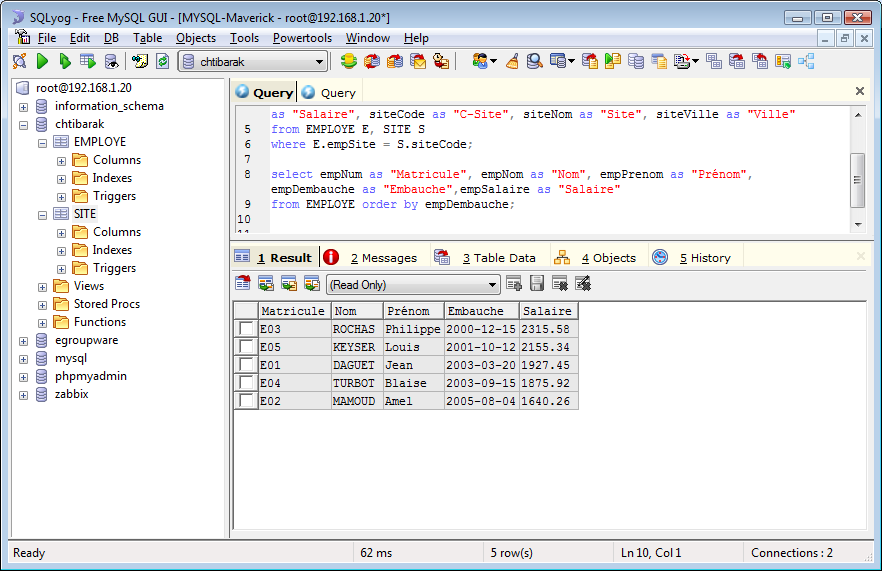 SQLyog - Free MySQL GUI - [MYSQL-Maverick - root@192.168.1.20*]
File Edit DB Table Objects Tools Powertools Window Help
chtibarak
root@192.168.1.20
information_schema
chtibarak
EMPLOYE
Columns
Indexes
Triggers
SITE
Columns
Indexes
Triggers
Views
Stored Procs
Functions
egroupware
mysql
phpmyadmin
zabbix
Query Query
as "Salaire", siteCode as "C-Site", siteNom as "Site", siteVille as "Ville"
5 from EMPLOYE E, SITE S
6 where E.empSite = S.siteCode;
7
8 select empNum as "Matricule", empNom as "Nom", empPrenom as "Prénom",
empDembauche as "Embauche",empSalaire as "Salaire"
9 from EMPLOYE order by empDembauche;
10
1 Result 2 Messages 3 Table Data 4 Objects 5 History
(Read Only)
Matricule Nom Prénom Embauche Salaire
E03 ROCHAS Philippe 2000-12-15 2315.58
E05 KEYSER Louis 2001-10-12 2155.34
E01 DAGUET Jean 2003-03-20 1927.45
E04 TURBOT Blaise 2003-09-15 1875.92
E02 MAMOUD Amel 2005-08-04 1640.26
Ready 62 ms 5 row(s) Ln 10, Col 1 Connections : 2